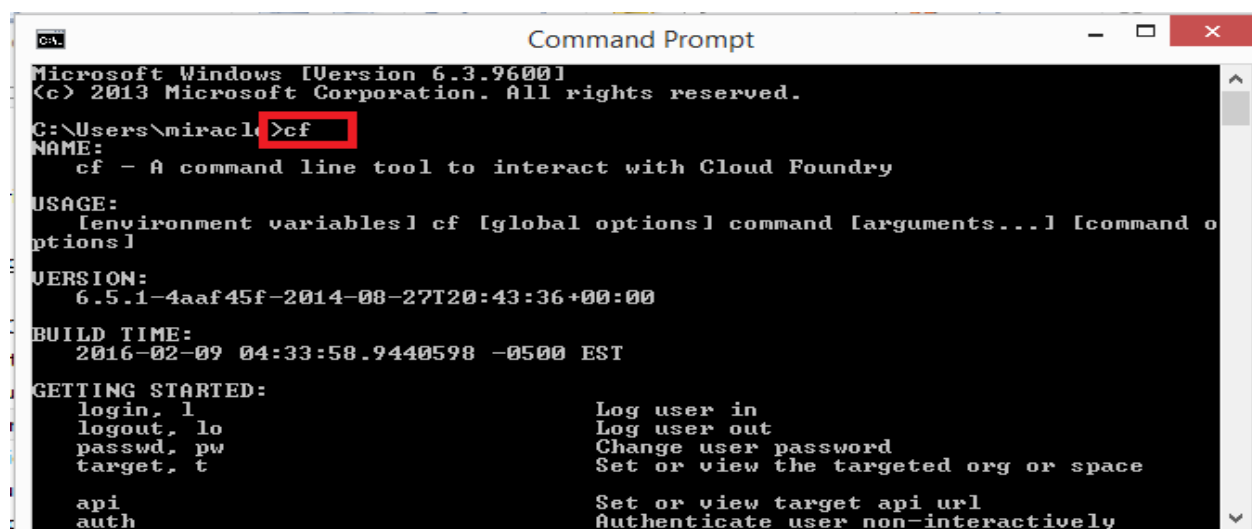 Command Prompt
Microsoft Windows [Version 6.3.9600]
(c) 2013 Microsoft Corporation. All rights reserved.
C:\Users\miracle>cf
NAME:
cf - A command line tool to interact with Cloud Foundry
USAGE:
[environment variables] cf [global options] command [arguments...] [command o
ptions]
VERSION:
6.5.1-4aaf45f-2014-08-27T20:43:36+00:00
BUILD TIME:
2016-02-09 04:33:58.9440598 -0500 EST
GETTING STARTED:
login, l Log user in
logout, lo Log user out
passwd, pw Change user password
target, t Set or view the targeted org or space
api Set or view target api url
auth Authenticate user non-interactively